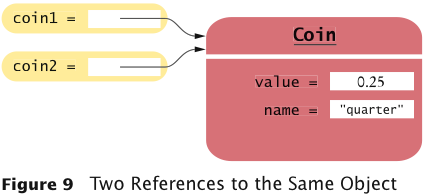 coin1 =
coin2 =
Coin
value = 0.25
name = "quarter"
Figure 9 Two References to the Same Object